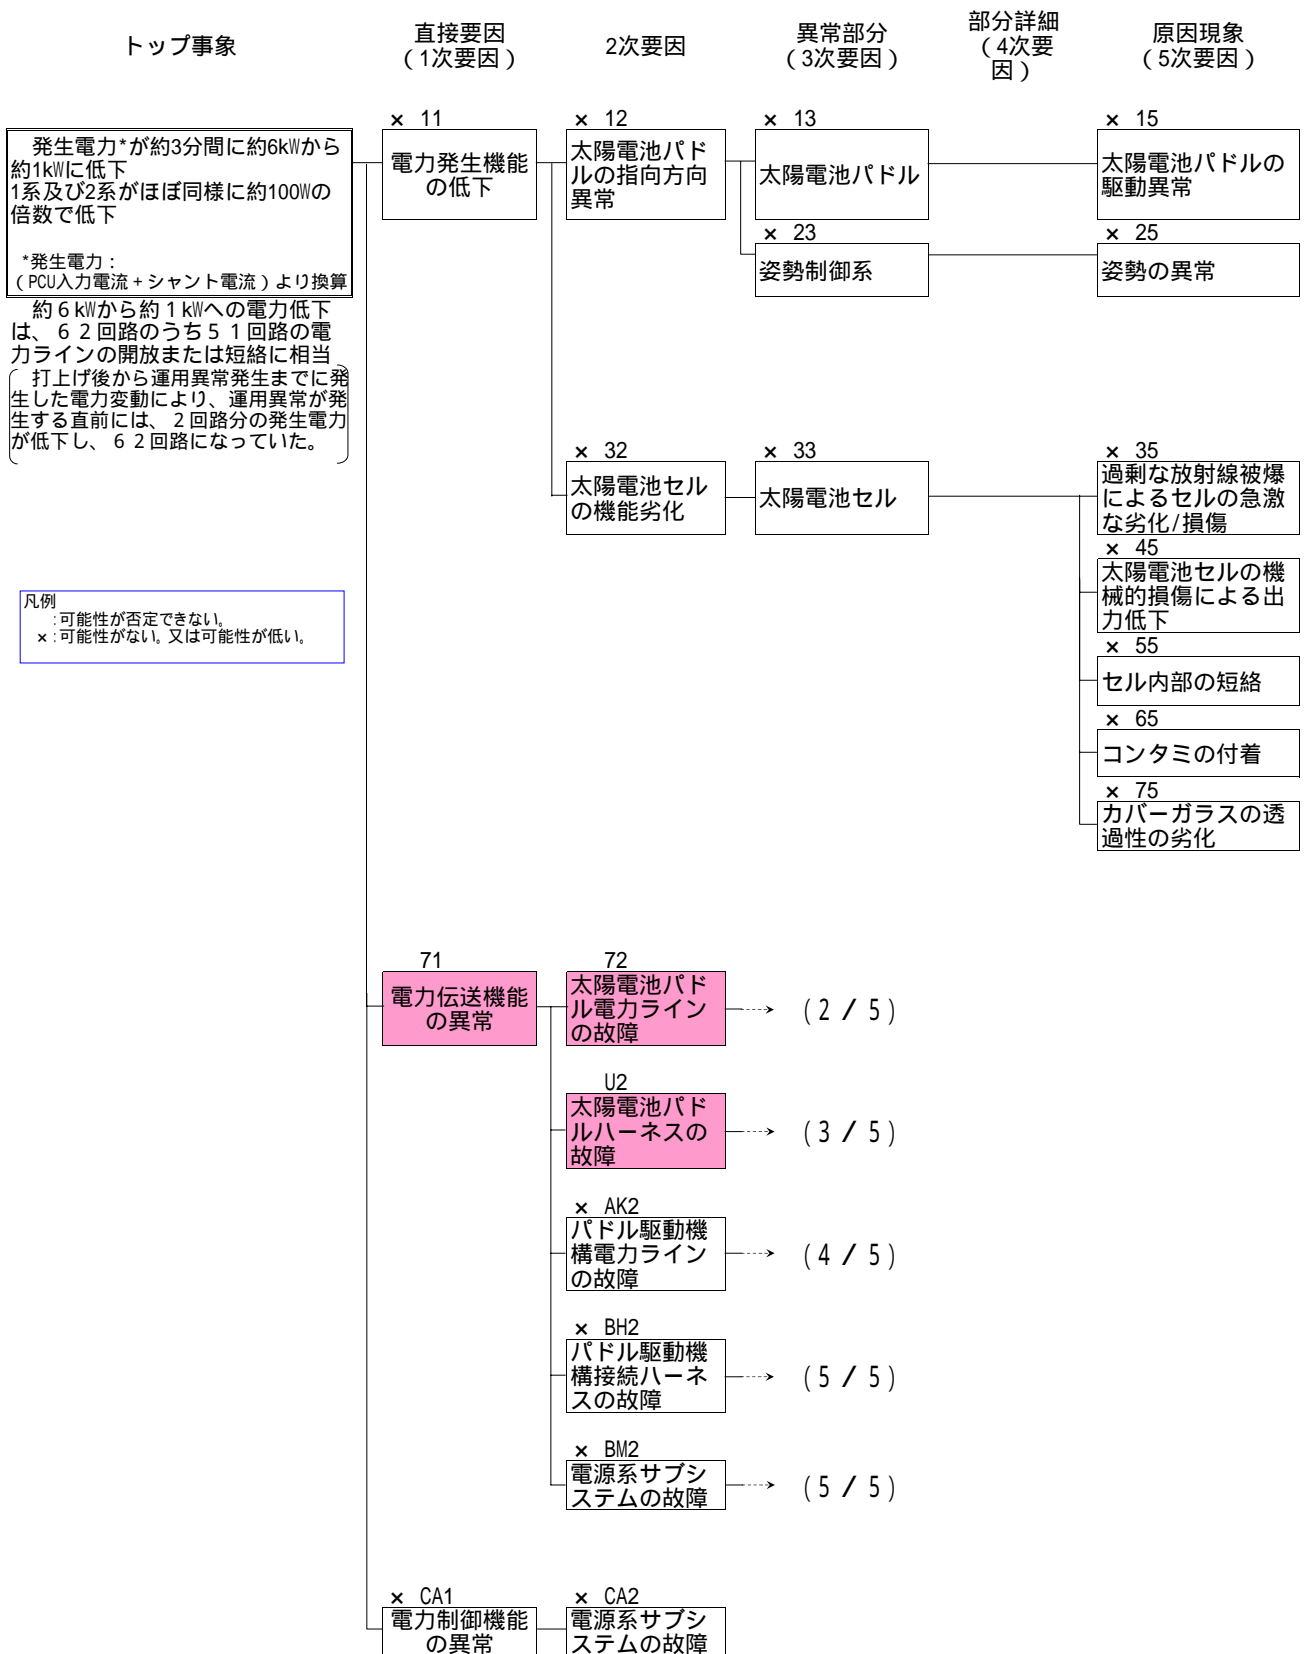 トップ事象
直接要因
（1次要因）
2次要因
異常部分
（3次要因）
部分詳細
（4次要
因）
原因現象
（5次要因）
発生電力*が約3分間に約6kWから
約1kWに低下
1系及び2系がほぼ同様に約100Wの
倍数で低下
*発生電力：
（PCU入力電流＋シャント電流）より換算
約６kWから約１kWへの電力低下
は、６２回路のうち５１回路の電
力ラインの開放または短絡に相当
打上げ後から運用異常発生までに発
生した電力変動により、運用異常が発
生する直前には、２回路分の発生電力
が低下し、６２回路になっていた。
凡例
:可能性が否定できない。
×:可能性がない。又は可能性が低い。
× 11
電力発生機能
の低下
× 12
太陽電池パド
ルの指向方向
異常
× 13
太陽電池パドル
× 15
太陽電池パドルの
駆動異常
× 23
姿勢制御系
× 25
姿勢の異常
× 32
太陽電池セル
の機能劣化
× 33
太陽電池セル
× 35
過剰な放射線被爆
によるセルの急激
な劣化/損傷
× 45
太陽電池セルの機
械的損傷による出
力低下
× 55
セル内部の短絡
× 65
コンタミの付着
× 75
カバーガラスの透
過性の劣化
71
電力伝送機能
の異常
72
太陽電池パド
ル電力ライン
の故障
（２／５）
U2
太陽電池パド
ルハーネスの
故障
（３／５）
× AK2
パドル駆動機
構電力ライン
の故障
（４／５）
× BH2
パドル駆動機
構接続ハーネ
スの故障
（５／５）
× BM2
電源系サブシ
ステムの故障
（５／５）
× CA1
電力制御機能
の異常
× CA2
電源系サブシ
ステムの故障